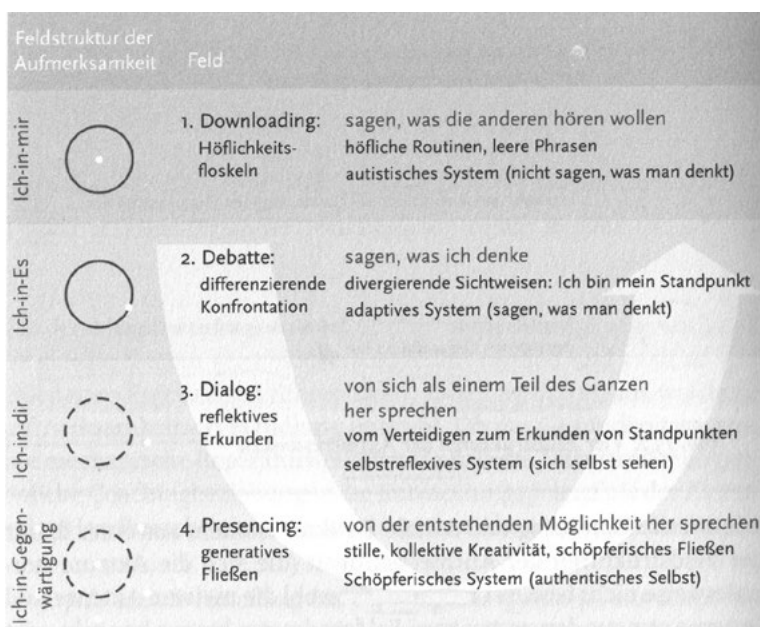 Feldstruktur der
Aufmerksamkeit
Feld
Ich-in-mir
1. Downloading:
Höflichkeits-
floskeln
sagen, was die anderen hören wollen
höfliche Routinen, leere Phrasen
autistisches System (nicht sagen, was man denkt)
Ich-in-Es
2. Debatte:
differenzierende
Konfrontation
sagen, was ich denke
divergierende Sichtweisen: Ich bin mein Standpunkt
adaptives System (sagen, was man denkt)
Ich-in-dir
3. Dialog:
reflektives
Erkunden
von sich als einem Teil des Ganzen
her sprechen
vom Verteidigen zum Erkunden von Standpunkten
selbstreflexives System (sich selbst sehen)
Ich-in-Gegen-
wärtigung
4. Presencing:
generatives
Fließen
von der entstehenden Möglichkeit her sprechen
stille, kollektive Kreativität, schöpferisches Fließen
Schöpferisches System (authentisches Selbst)